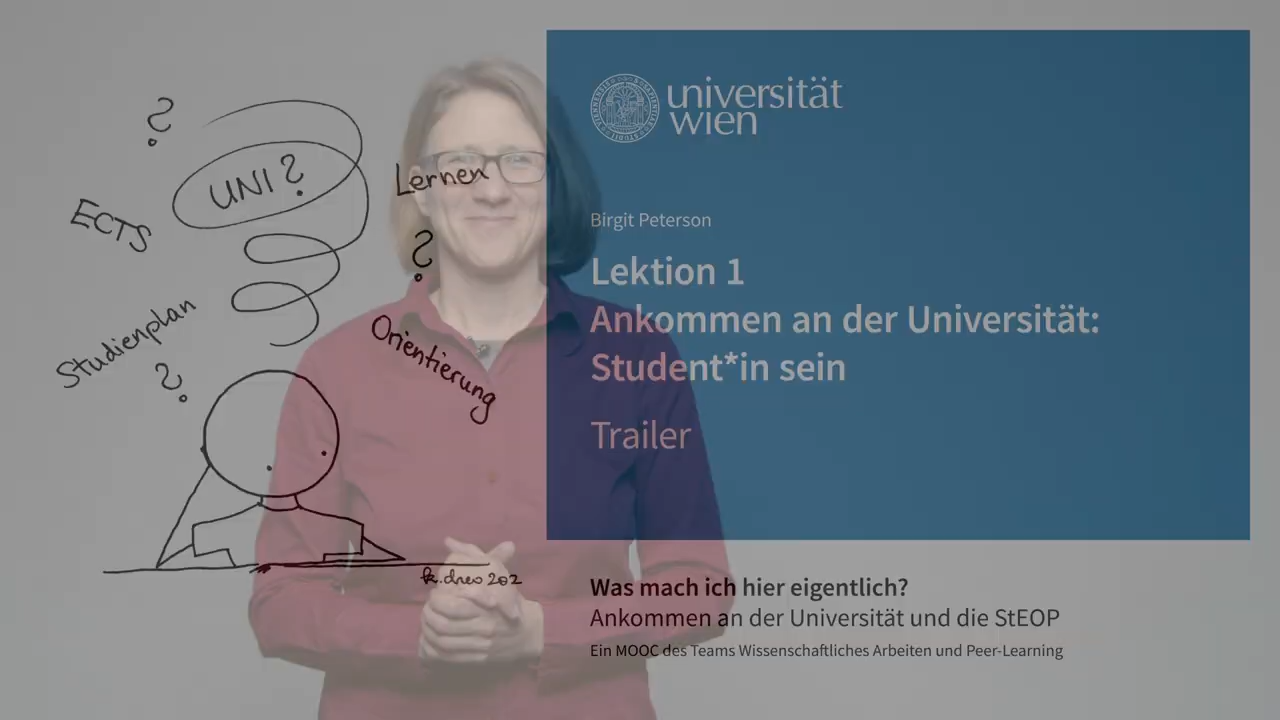 ?
UNI?
ECTS
Lernen
?
Studienplan
?
Orientierung
universität
wien
Birgit Peterson
Lektion 1
Ankommen an der Universität:
Student*in sein
Trailer
Was mach ich hier eigentlich?
Ankommen an der Universität und die StEOP
Ein MOOC des Teams Wissenschaftliches Arbeiten und Peer-Learning